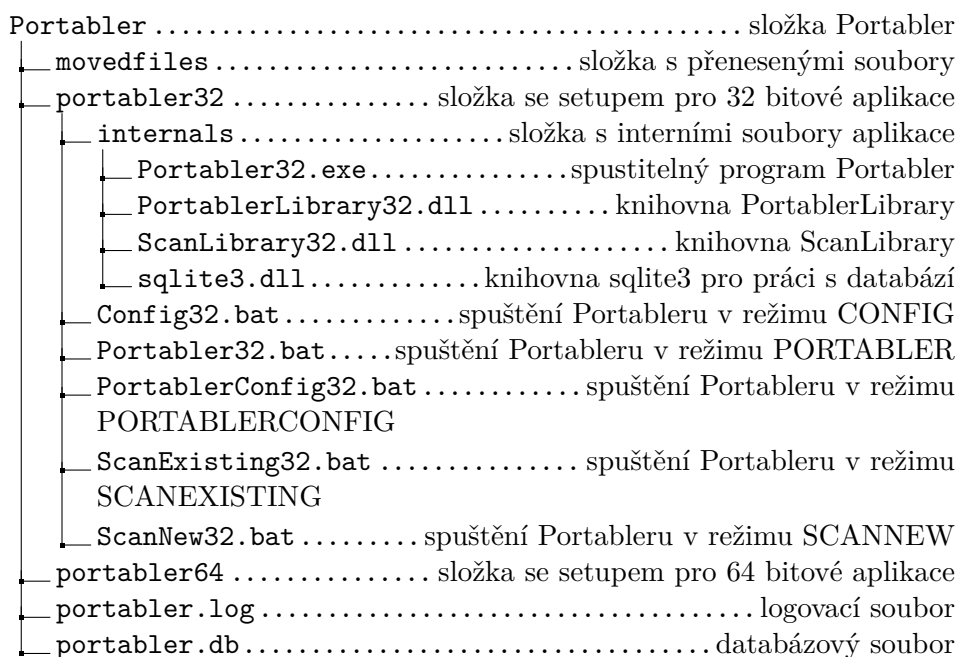 Portabler ............................................ složka Portabler
movedfiles ........................... složka s přenesenými soubory
portabler32 ............... složka se setupem pro 32 bitové aplikace
internals .................... složka s interními soubory aplikace
Portabler32.exe ............... spustitelný program Portabler
PortablerLibrary32.dll .......... knihovna PortablerLibrary
ScanLibrary32.dll .................... knihovna ScanLibrary
sqlite3.dll ............. knihovna sqlite3 pro práci s databází
Config32.bat ............. spuštění Portableru v režimu CONFIG
Portabler32.bat ..... spuštění Portableru v režimu PORTABLER
PortablerConfig32.bat ............ spuštění Portableru v režimu
PORTABLERCONFIG
ScanExisting32.bat ............... spuštění Portableru v režimu
SCANEXISTING
ScanNew32.bat ......... spuštění Portableru v režimu SCANNEW
portabler64 ............... složka se setupem pro 64 bitové aplikace
portabler.log .................................... logovací soubor
portabler.db ................................... databázový soubor